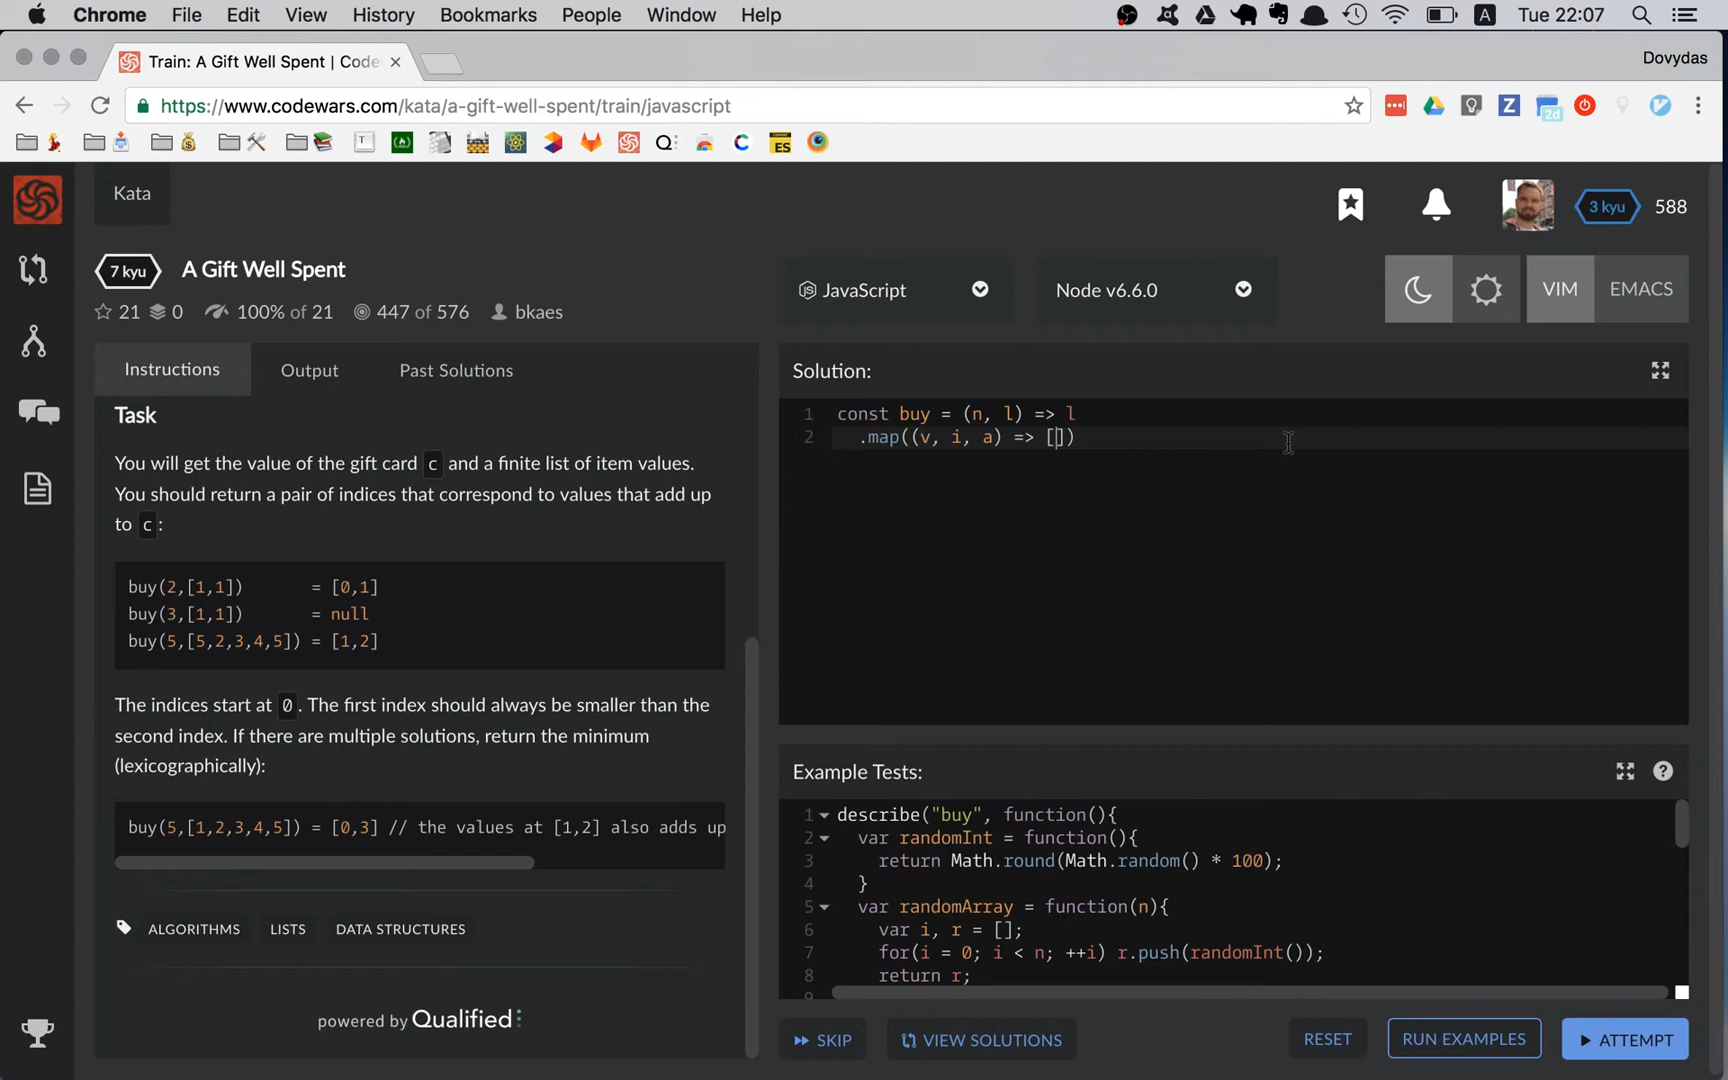 Chrome File Edit View History Bookmarks People Window Help A Tue 22:07
Train: A Gift Well Spent | Code Dovydas
https://www.codewars.com/kata/a-gift-well-spent/train/javascript
Kata
3 kyu 588
7 kyu A Gift Well Spent
21 0 100% of 21 447 of 576 bkaes
JavaScript Node v6.6.0 VIM EMACS
Instructions Output Past Solutions
Task
You will get the value of the gift card c and a finite list of item values.
You should return a pair of indices that correspond to values that add up
to c :
buy(2,[1,1]) = [0,1]
buy(3,[1,1]) = null
buy(5,[5,2,3,4,5]) = [1,2]
The indices start at 0 . The first index should always be smaller than the
second index. If there are multiple solutions, return the minimum
(lexicographically):
buy(5,[1,2,3,4,5]) = [0,3] // the values at [1,2] also adds up
ALGORITHMS LISTS DATA STRUCTURES
powered by Qualified
Solution:
1 const buy = (n, l) => l
2 .map((v, i, a) => [])
Example Tests:
1 describe("buy", function(){
2 var randomInt = function(){
3 return Math.round(Math.random() * 100);
4 }
5 var randomArray = function(n){
6 var i, r = [];
7 for(i = 0; i < n; ++i) r.push(randomInt());
8 return r;
9
SKIP VIEW SOLUTIONS RESET RUN EXAMPLES ATTEMPT